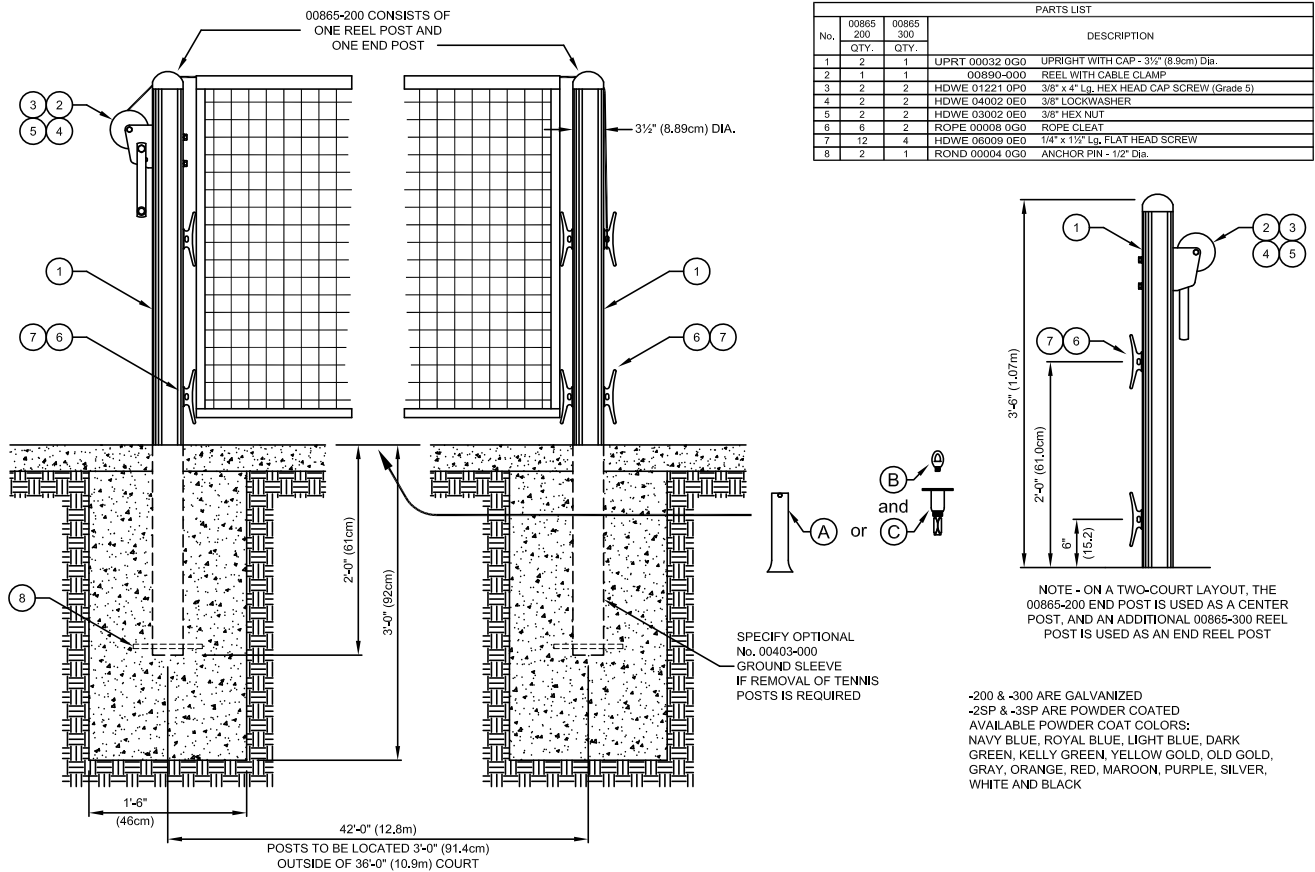 00865-200 CONSISTS OF
ONE REEL POST AND
ONE END POST
3 2
5 4
3½" (8.89cm) DIA.
1
7 6
1
6 7
8
2'-0" (61cm)
3'-0" (92cm)
1'-6"
(46cm)
42'-0" (12.8m)
POSTS TO BE LOCATED 3'-0" (91.4cm)
OUTSIDE OF 36'-0" (10.9m) COURT
A or
B
and
C
SPECIFY OPTIONAL
No. 00403-000
GROUND SLEEVE
IF REMOVAL OF TENNIS
POSTS IS REQUIRED
PARTS LIST
No. 00865 200 QTY. 00865 300 QTY. DESCRIPTION
1 2 1 UPRT 00032 0G0 UPRIGHT WITH CAP - 3½" (8.9cm) Dia.
2 1 1 00890-000 REEL WITH CABLE CLAMP
3 2 2 HDWE 01221 0P0 3/8" x 4" Lg. HEX HEAD CAP SCREW (Grade 5)
4 2 2 HDWE 04002 0E0 3/8" LOCKWASHER
5 2 2 HDWE 03002 0E0 3/8" HEX NUT
6 6 2 ROPE 00008 0G0 ROPE CLEAT
7 12 4 HDWE 06009 0E0 1/4" x 1½" Lg. FLAT HEAD SCREW
8 2 1 ROND 00004 0G0 ANCHOR PIN - 1/2" Dia.
1
2 3
4 5
7 6
3'-6" (1.07m)
2'-0" (61.0cm)
6"
(15.2)
NOTE - ON A TWO-COURT LAYOUT, THE
00865-200 END POST IS USED AS A CENTER
POST, AND AN ADDITIONAL 00865-300 REEL
POST IS USED AS AN END REEL POST
-200 & -300 ARE GALVANIZED
-2SP & -3SP ARE POWDER COATED
AVAILABLE POWDER COAT COLORS:
NAVY BLUE, ROYAL BLUE, LIGHT BLUE, DARK
GREEN, KELLY GREEN, YELLOW GOLD, OLD GOLD,
GRAY, ORANGE, RED, MAROON, PURPLE, SILVER,
WHITE AND BLACK